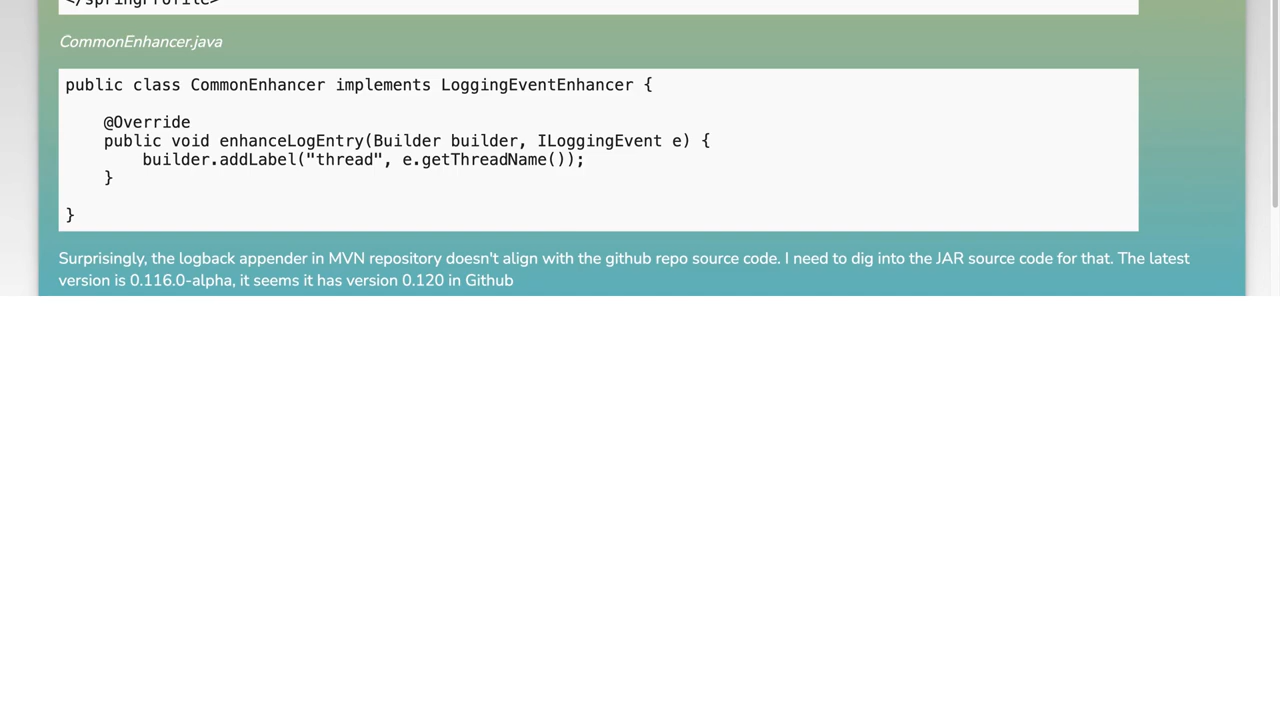 </springProfile>
CommonEnhancer.java
public class CommonEnhancer implements LoggingEventEnhancer {
    @Override
    public void enhanceLogEntry(Builder builder, ILoggingEvent e) {
        builder.addLabel("thread", e.getThreadName());
    }
}
Surprisingly, the logback appender in MVN repository doesn't align with the github repo source code. I need to dig into the JAR source code for that. The latest
version is 0.116.0-alpha, it seems it has version 0.120 in Github